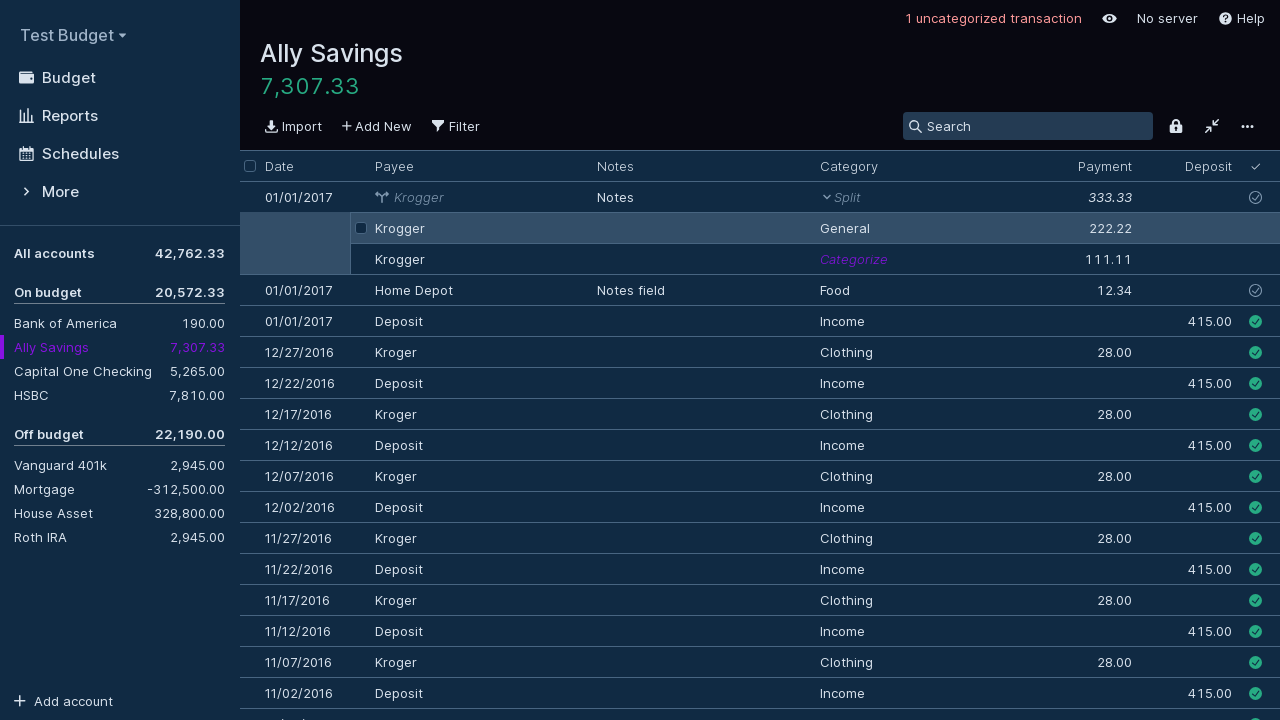 Test Budget
Budget
Reports
Schedules
More
All accounts 42,762.33
On budget 20,572.33
Bank of America 190.00
Ally Savings 7,307.33
Capital One Checking 5,265.00
HSBC 7,810.00
Off budget 22,190.00
Vanguard 401k 2,945.00
Mortgage -312,500.00
House Asset 328,800.00
Roth IRA 2,945.00
Add account
1 uncategorized transaction No server Help
Ally Savings
7,307.33
Import Add New Filter Search
Date Payee Notes Category Payment Deposit
01/01/2017 Krogger Notes Split 333.33
Krogger General 222.22
Krogger Categorize 111.11
01/01/2017 Home Depot Notes field Food 12.34
01/01/2017 Deposit Income 415.00
12/27/2016 Kroger Clothing 28.00
12/22/2016 Deposit Income 415.00
12/17/2016 Kroger Clothing 28.00
12/12/2016 Deposit Income 415.00
12/07/2016 Kroger Clothing 28.00
12/02/2016 Deposit Income 415.00
11/27/2016 Kroger Clothing 28.00
11/22/2016 Deposit Income 415.00
11/17/2016 Kroger Clothing 28.00
11/12/2016 Deposit Income 415.00
11/07/2016 Kroger Clothing 28.00
11/02/2016 Deposit Income 415.00